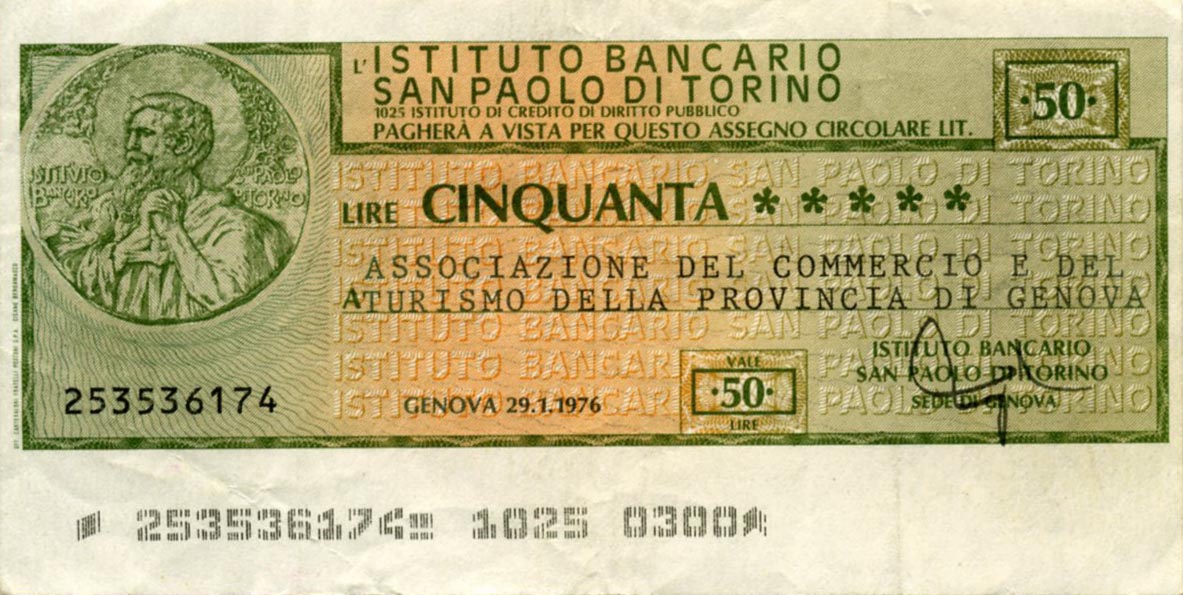 L'ISTITUTO BANCARIO
SAN PAOLO DI TORINO
1025 ISTITUTO DI CREDITO DI DIRITTO PUBBLICO
PAGHERÀ A VISTA PER QUESTO ASSEGNO CIRCOLARE LIT.
·50·
ISTITUTO BANCARIO SAN PAOLO DI TORINO
LIRE CINQUANTA * * * * *
ASSOCIAZIONE DEL COMMERCIO E DEL
A TURISMO DELLA PROVINCIA DI GENOVA
ISTITUTO BANCARIO
SAN PAOLO DI TORINO
SEDE DI GENOVA
VALE
·50·
LIRE
GENOVA 29.1.1976
253536174
253536174 1025 0300